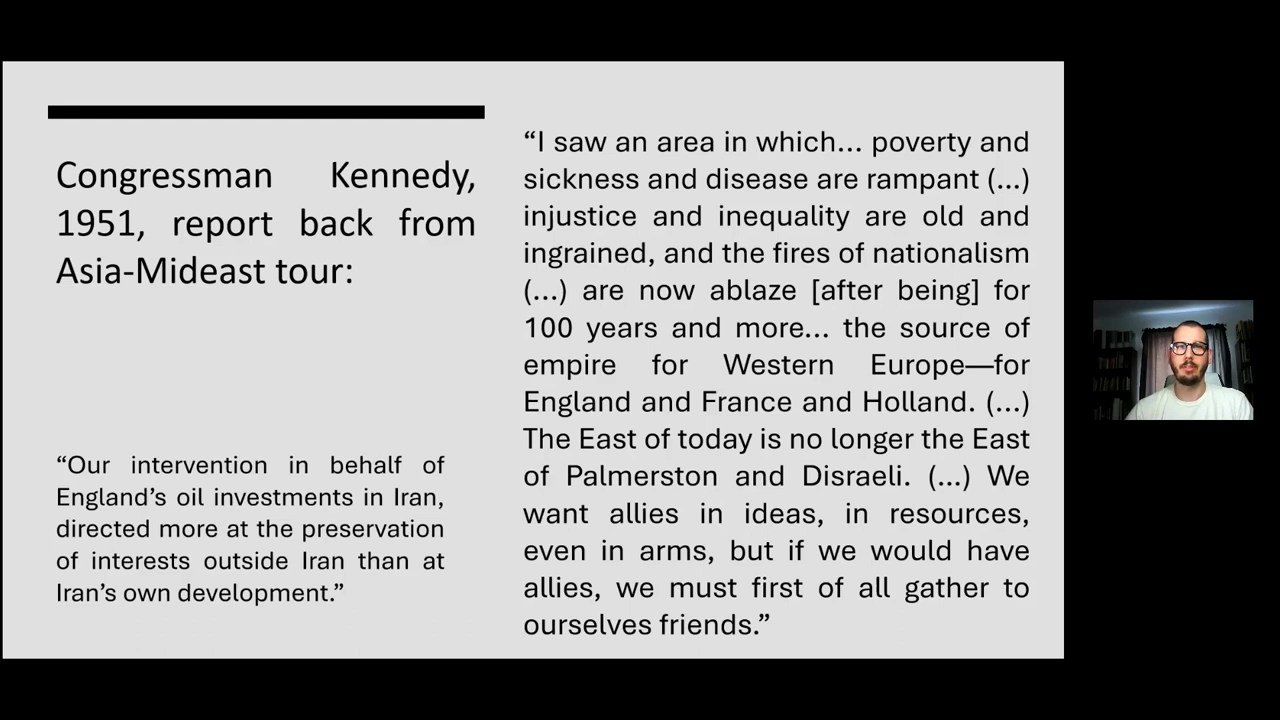 Congressman Kennedy,
1951, report back from
Asia-Mideast tour:
“Our intervention in behalf of
England’s oil investments in Iran,
directed more at the preservation
of interests outside Iran than at
Iran’s own development.”
“I saw an area in which... poverty and
sickness and disease are rampant (...)
injustice and inequality are old and
ingrained, and the fires of nationalism
(...) are now ablaze [after being] for
100 years and more... the source of
empire for Western Europe—for
England and France and Holland. (...)
The East of today is no longer the East
of Palmerston and Disraeli. (...) We
want allies in ideas, in resources,
even in arms, but if we would have
allies, we must first of all gather to
ourselves friends.”